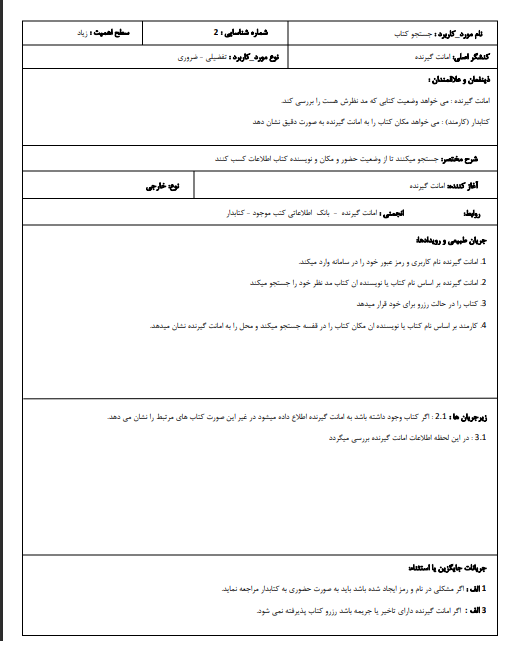 نام مورد_کاربرد : جستجو کتاب شماره شناسایی : 2 سطح اهمیت : زیاد
کنشگر اصلی: امانت گیرنده نوع مورد_کاربرد : تفضیلی - ضروری
ذینفعان و علاقمندان :
امانت گیرنده : می خواهد وضعیت کتابی که مد نظرش هست را بررسی کند.
کتابدار (کارمند) : می خواهد مکان کتاب را به امانت گیرنده به صورت دقیق نشان دهد
شرح مختصر: جستجو میکنند تا از وضعیت حضور و مکان و نویسنده کتاب اطلاعات کسب کنند
آغاز کننده: امانت گیرنده نوع: خارجی
روابط: انجمنی : امانت گیرنده - بانک اطلاعاتی کتب موجود - کتابدار
جریان طبیعی و رویدادها:
1. امانت گیرنده نام کاربری و رمز عبور خود را در سامانه وارد میکند.
2. امانت گیرنده بر اساس نام کتاب یا نویسنده ان کتاب مد نظر خود را جستجو میکند
3. کتاب را در حالت رزرو برای خود قرار میدهد
4. کارمند بر اساس نام کتاب یا نویسنده ان مکان کتاب را در قفسه جستجو میکند و محل را به امانت گیرنده نشان میدهد.
زیرجریان ها : 2.1 : اگر کتاب وجود داشته باشد به امانت گیرنده اطلاع داده میشود در غیر این صورت کتاب های مرتبط را نشان می دهد.
3.1 : در این لحظه اطلاعات امانت گیرنده بررسی میگردد
جریانات جایگزین یا استثناء:
1 الف : اگر مشکلی در نام و رمز ایجاد شده باشد باید به صورت حضوری به کتابدار مراجعه نماید.
3 الف : اگر امانت گیرنده دارای تاخیر یا جریمه باشد رزرو کتاب پذیرفته نمی شود.